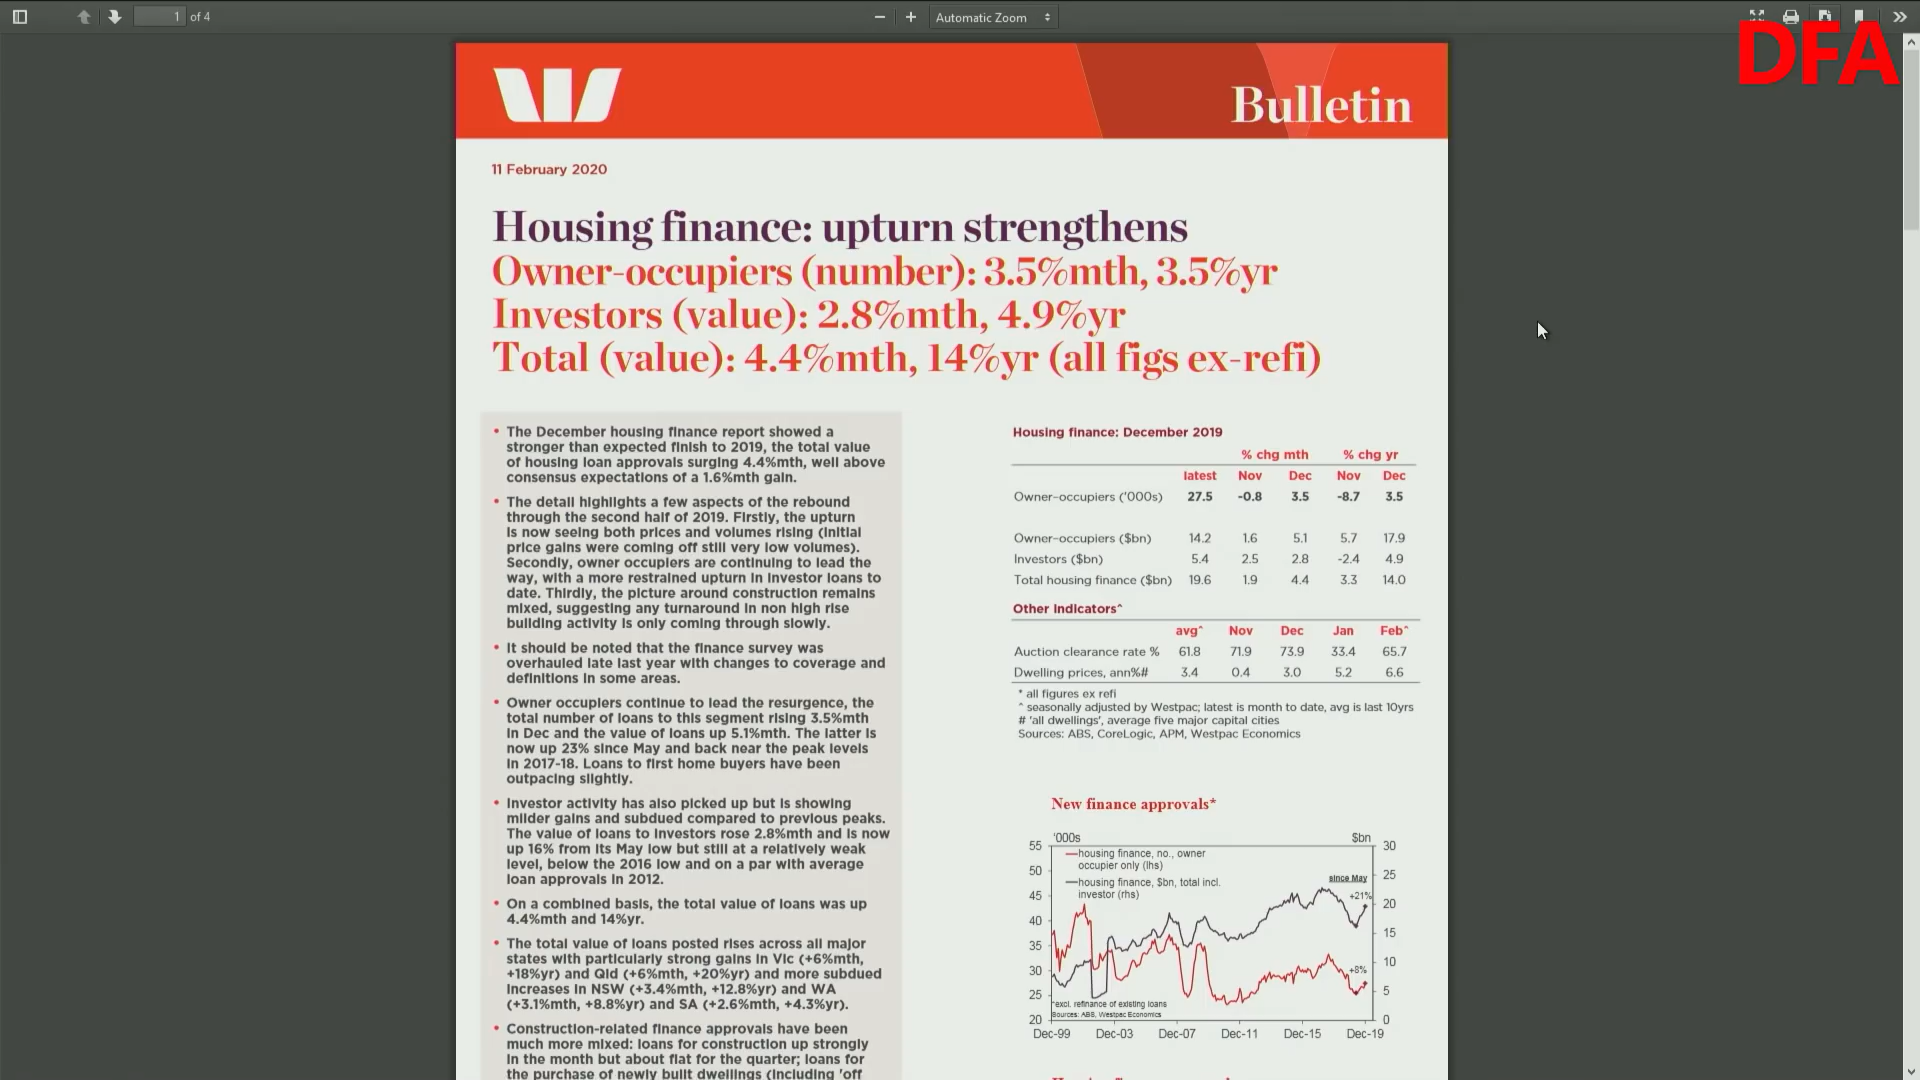 1 of 4
Automatic Zoom
DFA
Bulletin
11 February 2020
Housing finance: upturn strengthens
Owner-occupiers (number): 3.5%mth, 3.5%yr
Investors (value): 2.8%mth, 4.9%yr
Total (value): 4.4%mth, 14%yr (all figs ex-refi)
• The December housing finance report showed a
stronger than expected finish to 2019, the total value
of housing loan approvals surging 4.4%mth, well above
consensus expectations of a 1.6%mth gain.
• The detail highlights a few aspects of the rebound
through the second half of 2019. Firstly, the upturn
is now seeing both prices and volumes rising (initial
price gains were coming off still very low volumes).
Secondly, owner occupiers are continuing to lead the
way, with a more restrained upturn in investor loans to
date. Thirdly, the picture around construction remains
mixed, suggesting any turnaround in non high rise
building activity is only coming through slowly.
• It should be noted that the finance survey was
overhauled late last year with changes to coverage and
definitions in some areas.
• Owner occupiers continue to lead the resurgence, the
total number of loans to this segment rising 3.5%mth
in Dec and the value of loans up 5.1%mth. The latter is
now up 23% since May and back near the peak levels
in 2017-18. Loans to first home buyers have been
outpacing slightly.
• Investor activity has also picked up but is showing
milder gains and subdued compared to previous peaks.
The value of loans to investors rose 2.8%mth and is now
up 16% from its May low but still at a relatively weak
level, below the 2016 low and on a par with average
loan approvals in 2012.
• On a combined basis, the total value of loans was up
4.4%mth and 14%yr.
• The total value of loans posted rises across all major
states with particularly strong gains in Vic (+6%mth,
+18%yr) and Qld (+6%mth, +20%yr) and more subdued
increases in NSW (+3.4%mth, +12.8%yr) and WA
(+3.1%mth, +8.8%yr) and SA (+2.6%mth, +4.3%yr).
• Construction-related finance approvals have been
much more mixed: loans for construction up strongly
in the month but about flat for the quarter; loans for
the purchase of newly built dwellings (including 'off
Housing finance: December 2019
% chg mth % chg yr
latest Nov Dec Nov Dec
Owner-occupiers ('000s) 27.5 -0.8 3.5 -8.7 3.5
Owner-occupiers ($bn) 14.2 1.6 5.1 5.7 17.9
Investors ($bn) 5.4 2.5 2.8 -2.4 4.9
Total housing finance ($bn) 19.6 1.9 4.4 3.3 14.0
Other indicators^
avg^ Nov Dec Jan Feb^
Auction clearance rate % 61.8 71.9 73.9 33.4 65.7
Dwelling prices, ann%# 3.4 0.4 3.0 5.2 6.6
* all figures ex refi
^ seasonally adjusted by Westpac; latest is month to date, avg is last 10yrs
# 'all dwellings', average five major capital cities
Sources: ABS, CoreLogic, APM, Westpac Economics
New finance approvals*
'000s $bn
55 30
50 25
45 20
40 15
35 10
30 5
25 0
20
housing finance, no., owner
occupier only (lhs)
housing finance, $bn, total incl.
investor (rhs)
since May
+21%
+8%
*excl. refinance of existing loans
Sources: ABS, Westpac Economics
Dec-99 Dec-03 Dec-07 Dec-11 Dec-15 Dec-19